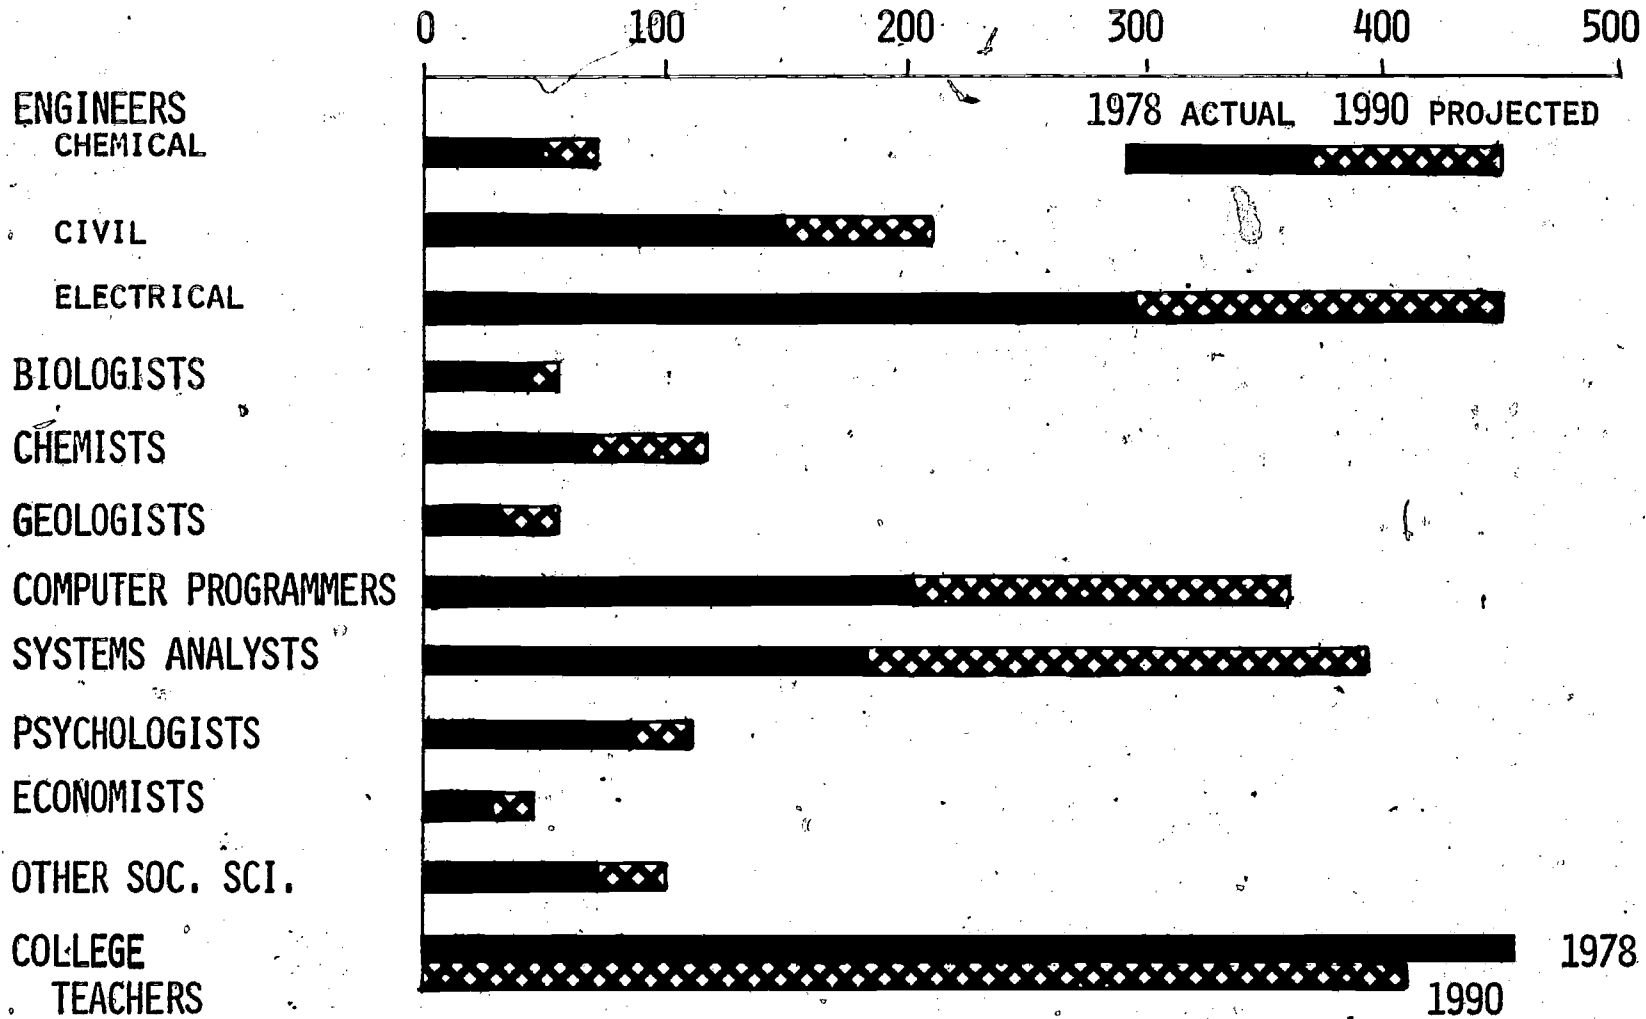 0 100 200 300 400 500
ENGINEERS 1978 ACTUAL 1990 PROJECTED
CHEMICAL
CIVIL
ELECTRICAL
BIOLOGISTS
CHEMISTS
GEOLOGISTS
COMPUTER PROGRAMMERS
SYSTEMS ANALYSTS
PSYCHOLOGISTS
ECONOMISTS
OTHER SOC. SCI.
COLLEGE 1978
TEACHERS 1990